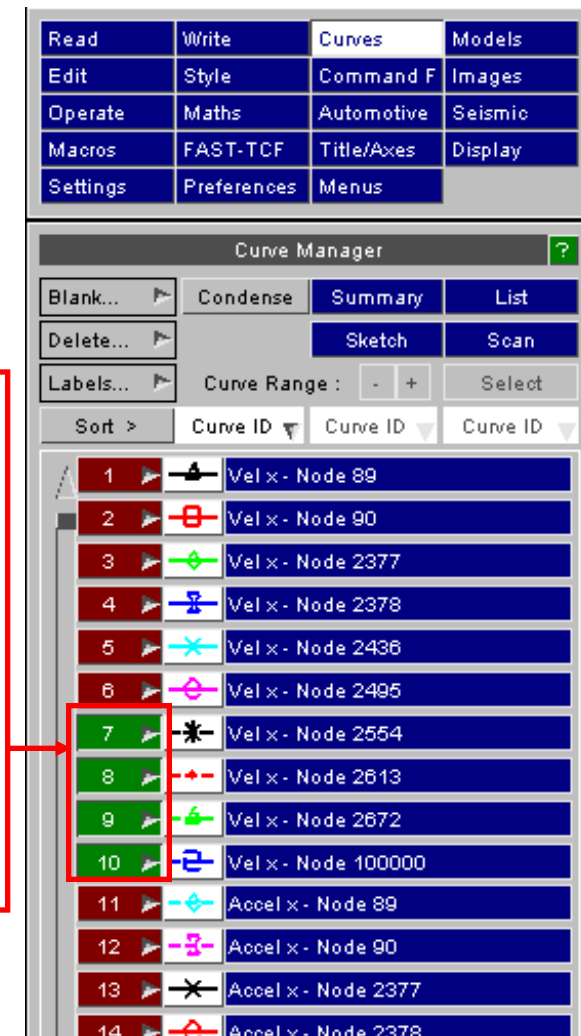 Read Write Curves Models
Edit Style Command F Images
Operate Maths Automotive Seismic
Macros FAST-TCF Title/Axes Display
Settings Preferences Menus
Curve Manager ?
Blank... Condense Summary List
Delete... Sketch Scan
Labels... Curve Range : - + Select
Sort > Curve ID Curve ID Curve ID
1 Vel x - Node 89
2 Vel x - Node 90
3 Vel x - Node 2377
4 Vel x - Node 2378
5 Vel x - Node 2436
6 Vel x - Node 2495
7 Vel x - Node 2554
8 Vel x - Node 2613
9 Vel x - Node 2672
10 Vel x - Node 100000
11 Accel x - Node 89
12 Accel x - Node 90
13 Accel x - Node 2377
14 Accel x - Node 2378